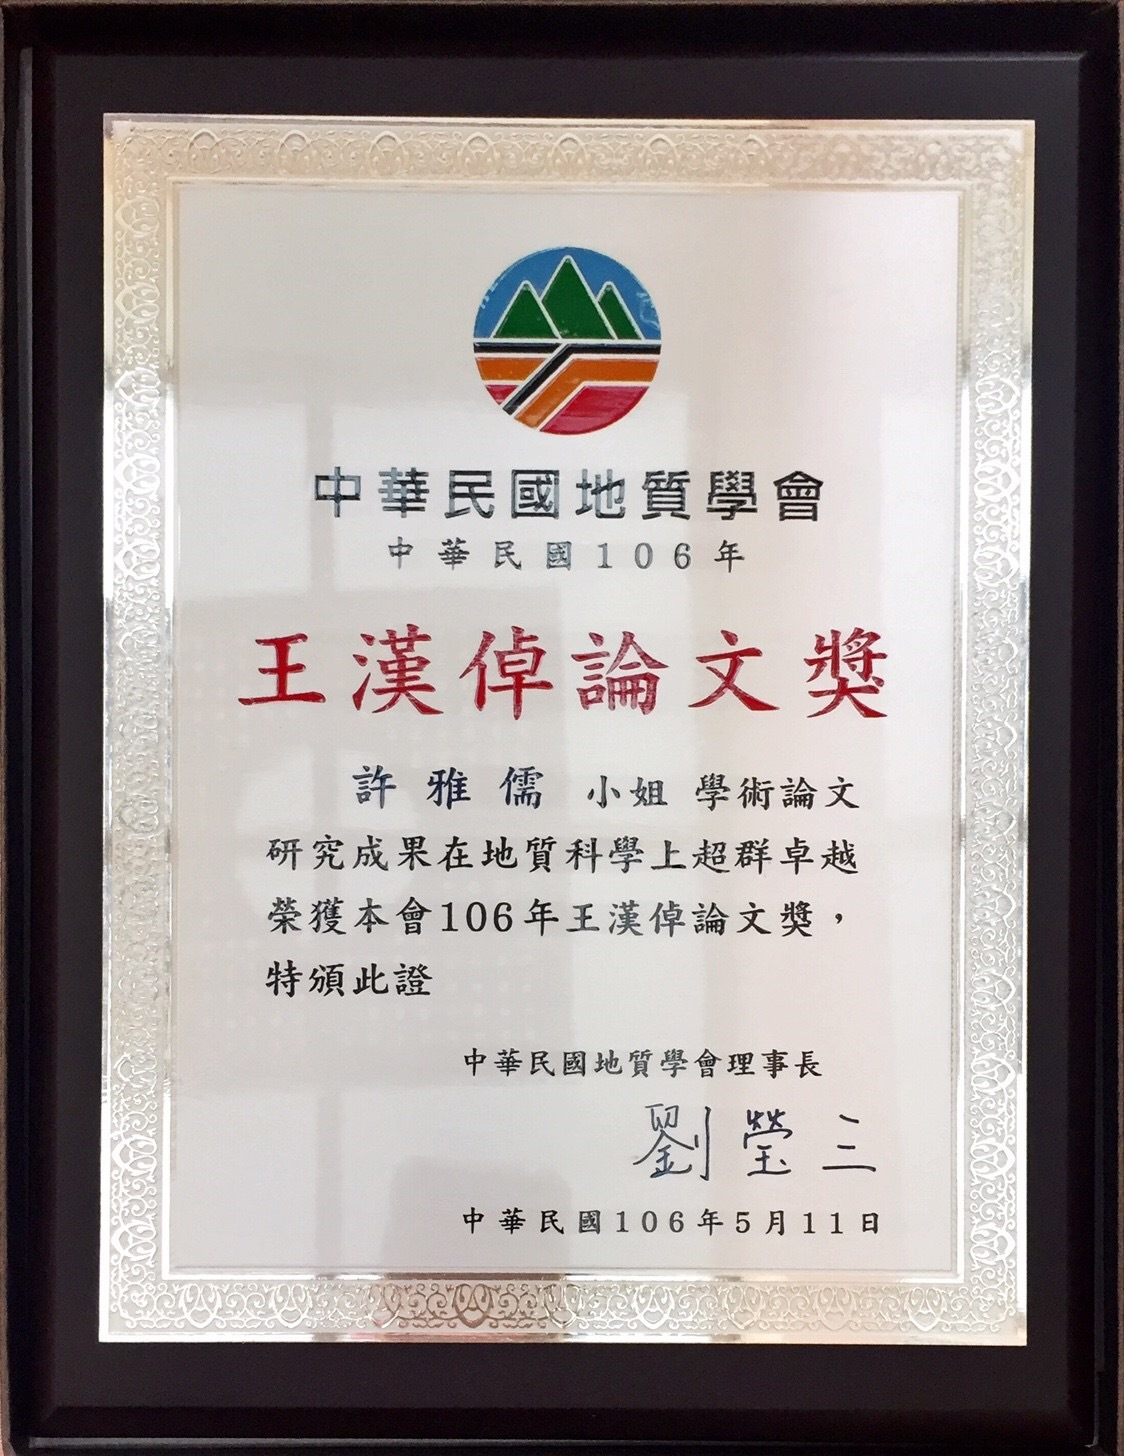 中華民國地質學會
中華民國106年
王漢倬論文獎
許雅儒 小姐 學術論文
研究成果在地質科學上超群卓越
榮獲本會106年王漢倬論文獎，
特頒此證
中華民國地質學會理事長
劉瑩三
中華民國106年5月11日